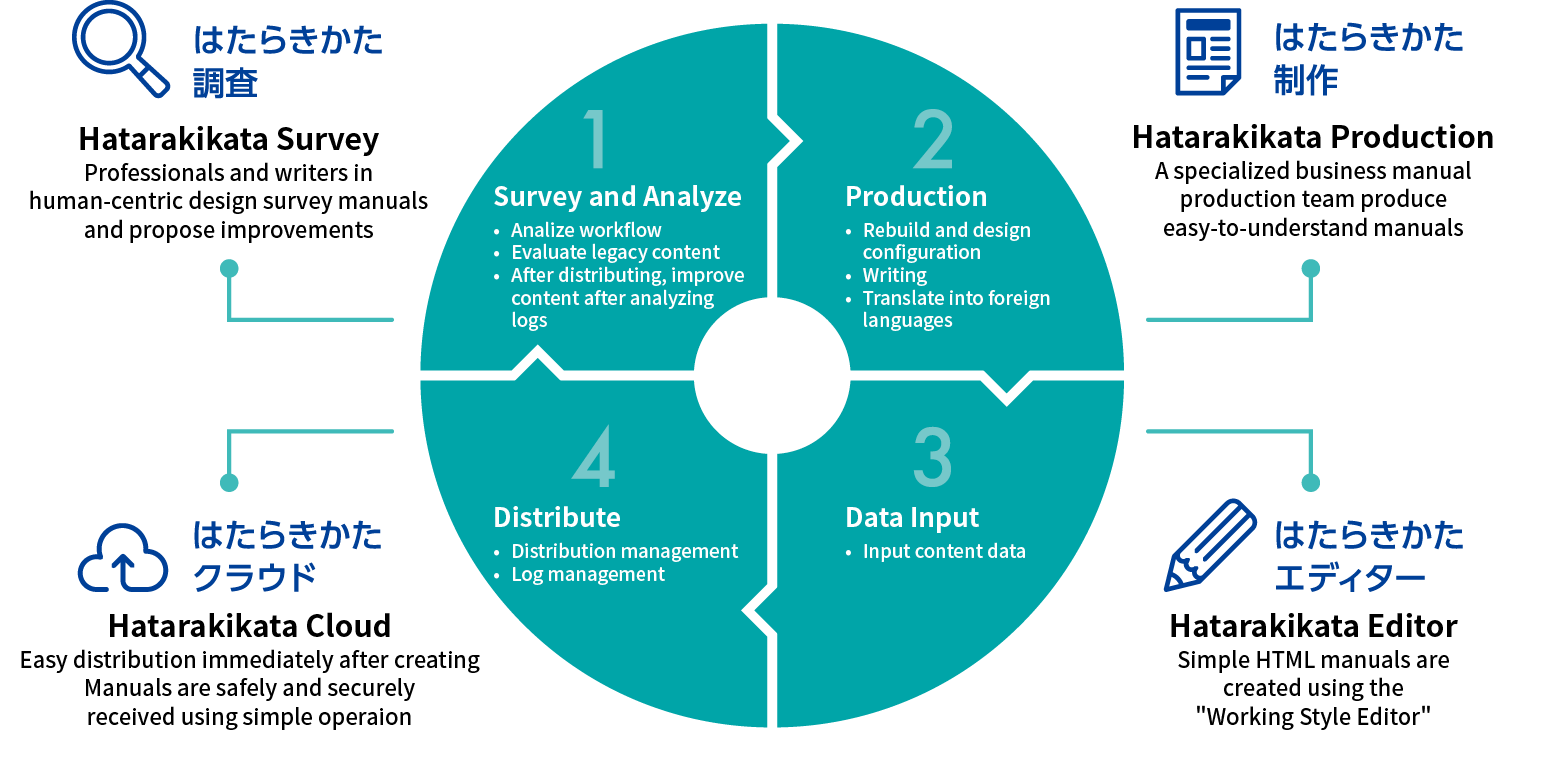 はたらきかた
調査
Hatarakikata Survey
Professionals and writers in
human-centric design survey manuals
and propose improvements
1
Survey and Analyze
• Analize workflow
• Evaluate legacy content
• After distributing, improve
content after analyzing
logs
2
Production
• Rebuild and design
configuration
• Writing
• Translate into foreign
languages
はたらきかた
制作
Hatarakikata Production
A specialized business manual
production team produce
easy-to-understand manuals
はたらきかた
クラウド
Hatarakikata Cloud
Easy distribution immediately after creating
Manuals are safely and securely
received using simple operaion
4
Distribute
• Distribution management
• Log management
3
Data Input
• Input content data
はたらきかた
エディター
Hatarakikata Editor
Simple HTML manuals are
created using the
"Working Style Editor"